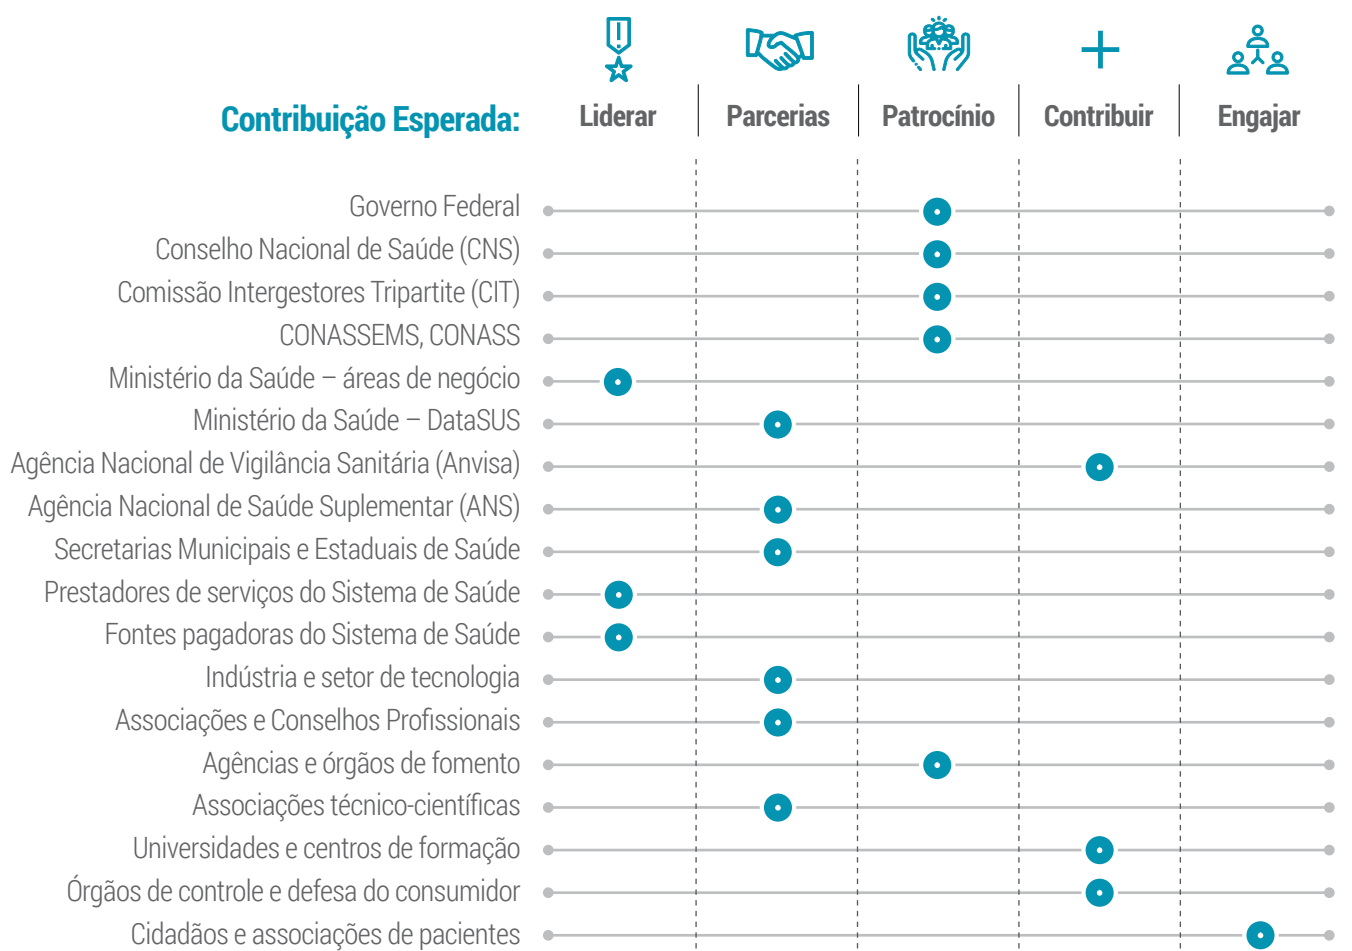 Contribuição Esperada:
Liderar
Parcerias
Patrocínio
Contribuir
Engajar
Governo Federal
Conselho Nacional de Saúde (CNS)
Comissão Intergestores Tripartite (CIT)
CONASSEMS, CONASS
Ministério da Saúde – áreas de negócio
Ministério da Saúde – DataSUS
Agência Nacional de Vigilância Sanitária (Anvisa)
Agência Nacional de Saúde Suplementar (ANS)
Secretarias Municipais e Estaduais de Saúde
Prestadores de serviços do Sistema de Saúde
Fontes pagadoras do Sistema de Saúde
Indústria e setor de tecnologia
Associações e Conselhos Profissionais
Agências e órgãos de fomento
Associações técnico-científicas
Universidades e centros de formação
Órgãos de controle e defesa do consumidor
Cidadãos e associações de pacientes